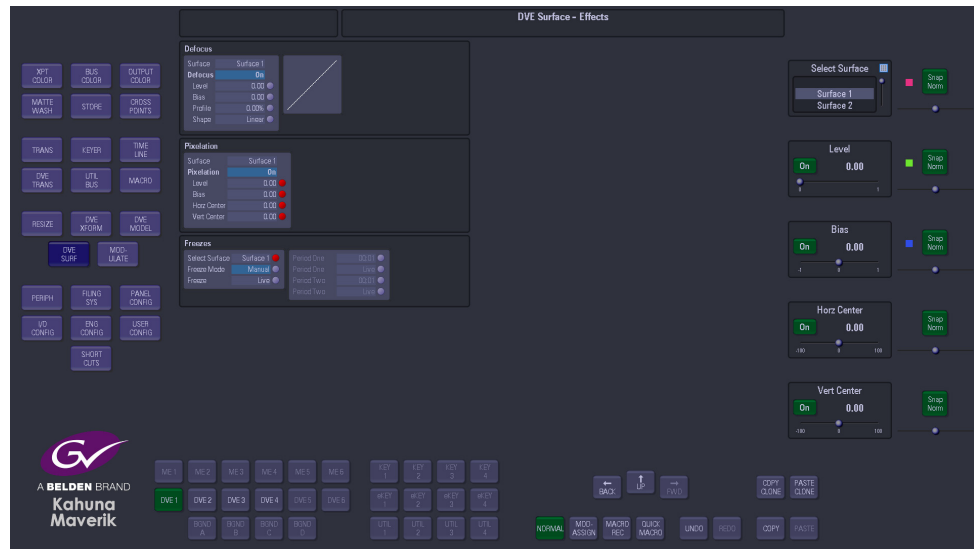 DVE Surface - Effects
Defocus
Surface Surface 1
Defocus On
Level 0.00
Bias 0.00
Profile 0.00%
Shape Linear
Pixelation
Surface Surface 1
Pixelation On
Level 0.00
Bias 0.00
Horz Center 0.00
Vert Center 0.00
Freezes
Select Surface Surface 1 Period One 00:01
Freeze Mode Manual Period One Live
Freeze Live Period Two 00:01
Period Two Live
XPT
COLOR
BUS
COLOR
OUTPUT
COLOR
MATTE
WASH
STORE
CROSS
POINTS
TRANS
KEYER
TIME
LINE
DVE
TRANS
UTIL
BUS
MACRO
RESIZE
DVE
XFORM
DVE
MODEL
DVE
SURF
MOD-
ULATE
PERIPH
FILING
SYS
PANEL
CONFIG
I/O
CONFIG
ENG
CONFIG
USER
CONFIG
SHORT
CUTS
Select Surface
Surface 1
Surface 2
Snap
Norm
Level
On 0.00
0 1
Snap
Norm
Bias
On 0.00
-1 0 1
Snap
Norm
Horz Center
On 0.00
-100 0 100
Snap
Norm
Vert Center
On 0.00
-100 0 100
Snap
Norm
GV
A BELDEN BRAND
Kahuna
Maverik
ME 1 ME 2 ME 3 ME 4 ME 5 ME 6
DVE 1 DVE 2 DVE 3 DVE 4 DVE 5 DVE 6
BGND
A
BGND
B
BGND
C
BGND
D
KEY
1
KEY
2
KEY
3
KEY
4
UTIL
1
UTIL
2
UTIL
3
UTIL
4
BACK
UP
FWD
COPY
CLONE
PASTE
CLONE
NORMAL
MOD-
ASSIGN
MACRO
REC
QUICK
MACRO
UNDO
REDO
COPY
PASTE